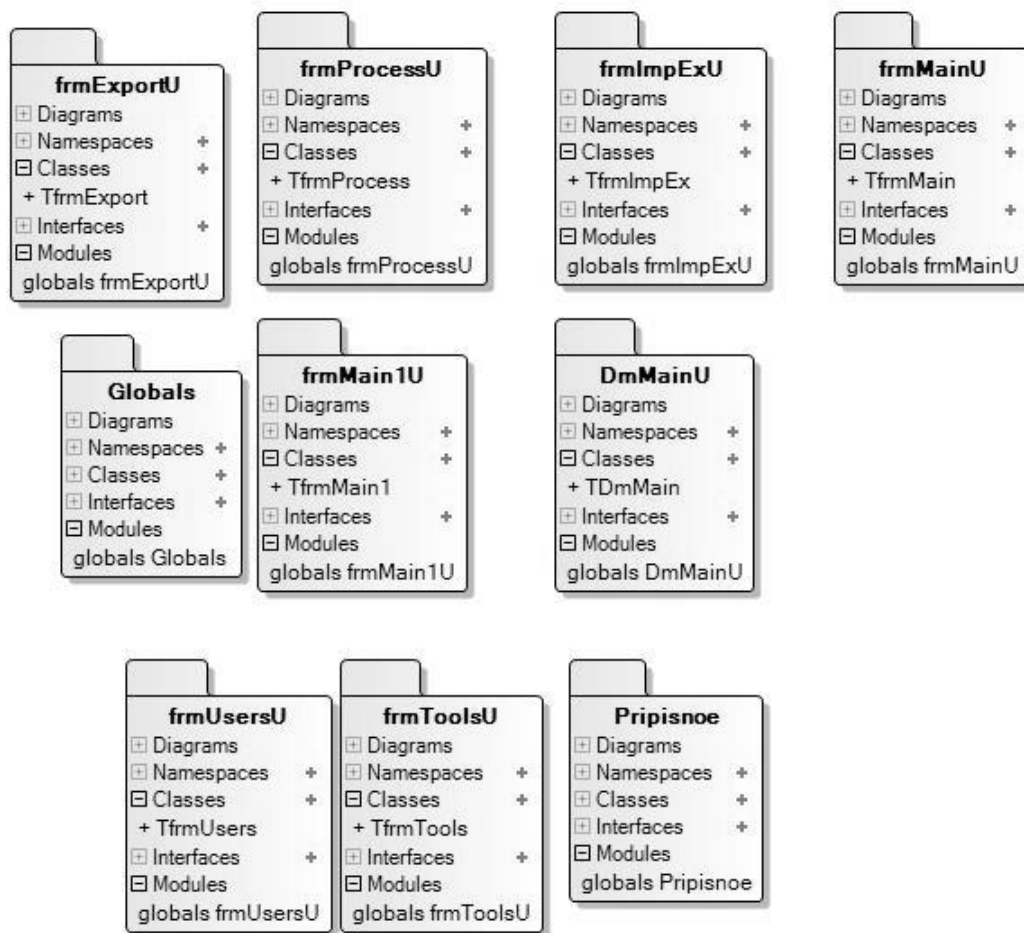 frmExportU
Diagrams
Namespaces +
Classes +
+ TfrmExport
Interfaces +
Modules
globals frmExportU
frmProcessU
Diagrams
Namespaces +
Classes +
+ TfrmProcess
Interfaces +
Modules
globals frmProcessU
frmImpExU
Diagrams
Namespaces +
Classes +
+ TfrmImpEx
Interfaces +
Modules
globals frmImpExU
frmMainU
Diagrams
Namespaces +
Classes +
+ TfrmMain
Interfaces +
Modules
globals frmMainU
Globals
Diagrams
Namespaces +
Classes +
Interfaces +
Modules
globals Globals
frmMain1U
Diagrams
Namespaces +
Classes +
+ TfrmMain1
Interfaces +
Modules
globals frmMain1U
DmMainU
Diagrams
Namespaces +
Classes +
+ TDmMain
Interfaces +
Modules
globals DmMainU
frmUsersU
Diagrams
Namespaces +
Classes +
+ TfrmUsers
Interfaces +
Modules
globals frmUsersU
frmToolsU
Diagrams
Namespaces +
Classes +
+ TfrmTools
Interfaces +
Modules
globals frmToolsU
Pripisnoe
Diagrams
Namespaces +
Classes +
Interfaces +
Modules
globals Pripisnoe